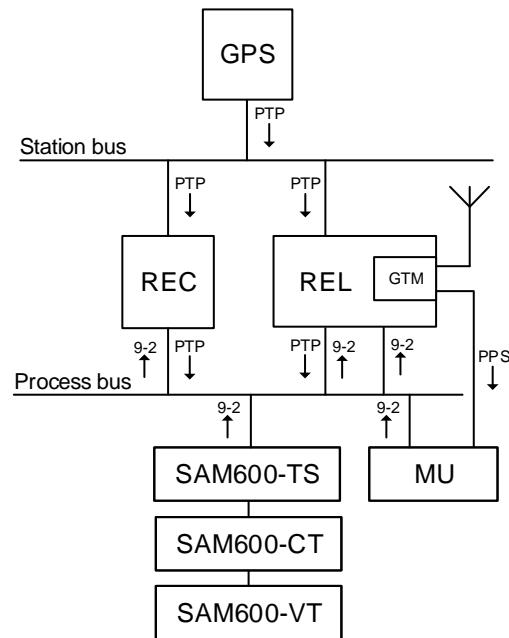 GPS
PTP
Station bus
PTP
PTP
REC
REL
GTM
9-2
PTP
PTP
9-2
9-2
PPS
Process bus
9-2
9-2
SAM600-TS
MU
SAM600-CT
SAM600-VT